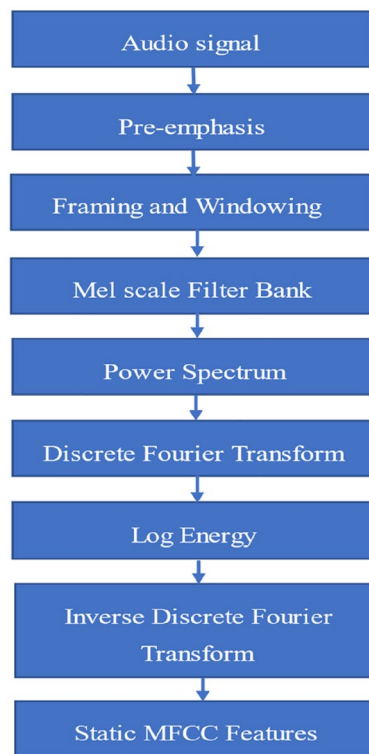 Audio signal
Pre-emphasis
Framing and Windowing
Mel scale Filter Bank
Power Spectrum
Discrete Fourier Transform
Log Energy
Inverse Discrete Fourier
Transform
Static MFCC Features